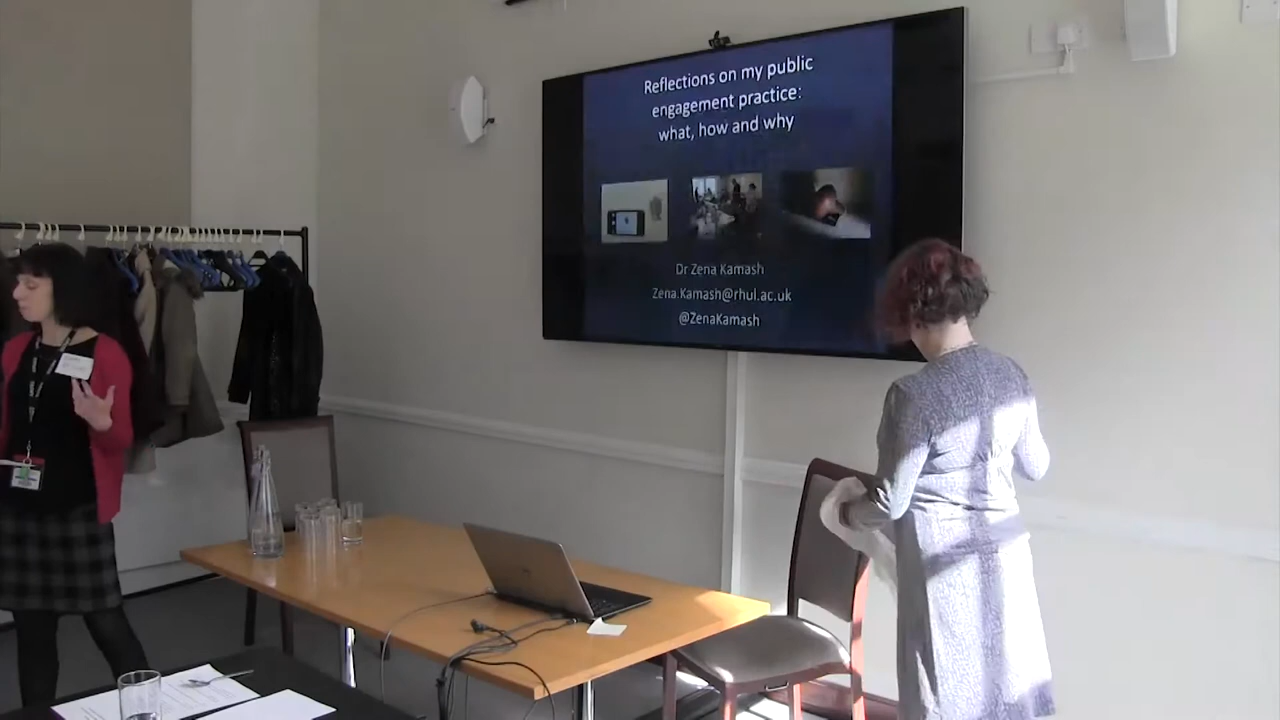 Reflections on my public
engagement practice:
what, how and why
Dr Zena Kamash
Zena.Kamash@rhul.ac.uk
@ZenaKamash